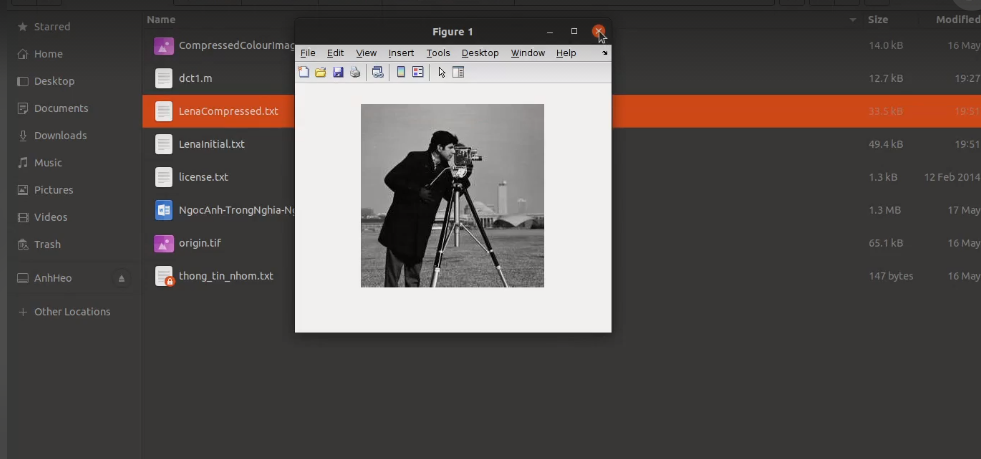 Name
Size
Modified
Starred
Home
Desktop
Documents
Downloads
Music
Pictures
Videos
Trash
AnhHeo
Other Locations
CompressedColourImag
14.0 kB
16 May
dct1.m
12.7 kB
19:27
LenaCompressed.txt
33.5 kB
19:51
LenaInitial.txt
49.4 kB
19:51
license.txt
1.3 kB
12 Feb 2014
NgocAnh-TrongNghia-Ng
1.3 MB
17 May
origin.tif
65.1 kB
16 May
thong_tin_nhom.txt
147 bytes
16 May
Figure 1
File Edit View Insert Tools Desktop Window Help